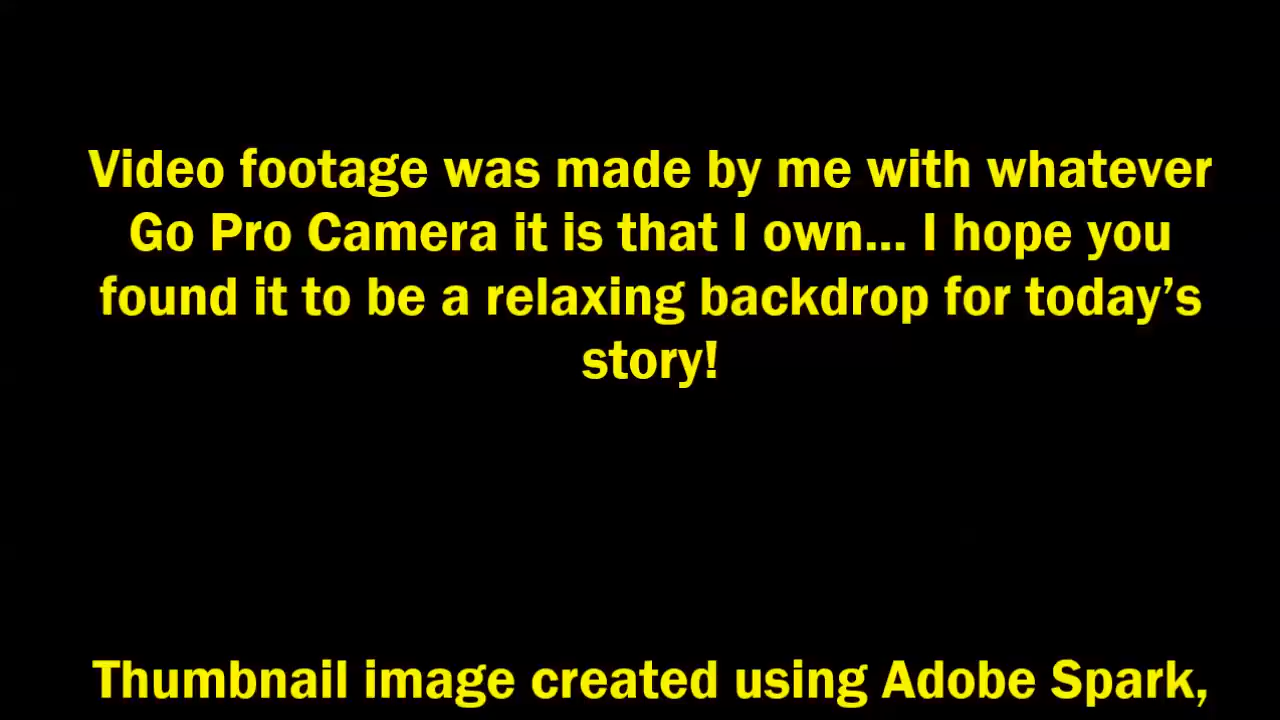 Video footage was made by me with whatever
Go Pro Camera it is that I own... I hope you
found it to be a relaxing backdrop for today’s
story!
Thumbnail image created using Adobe Spark,